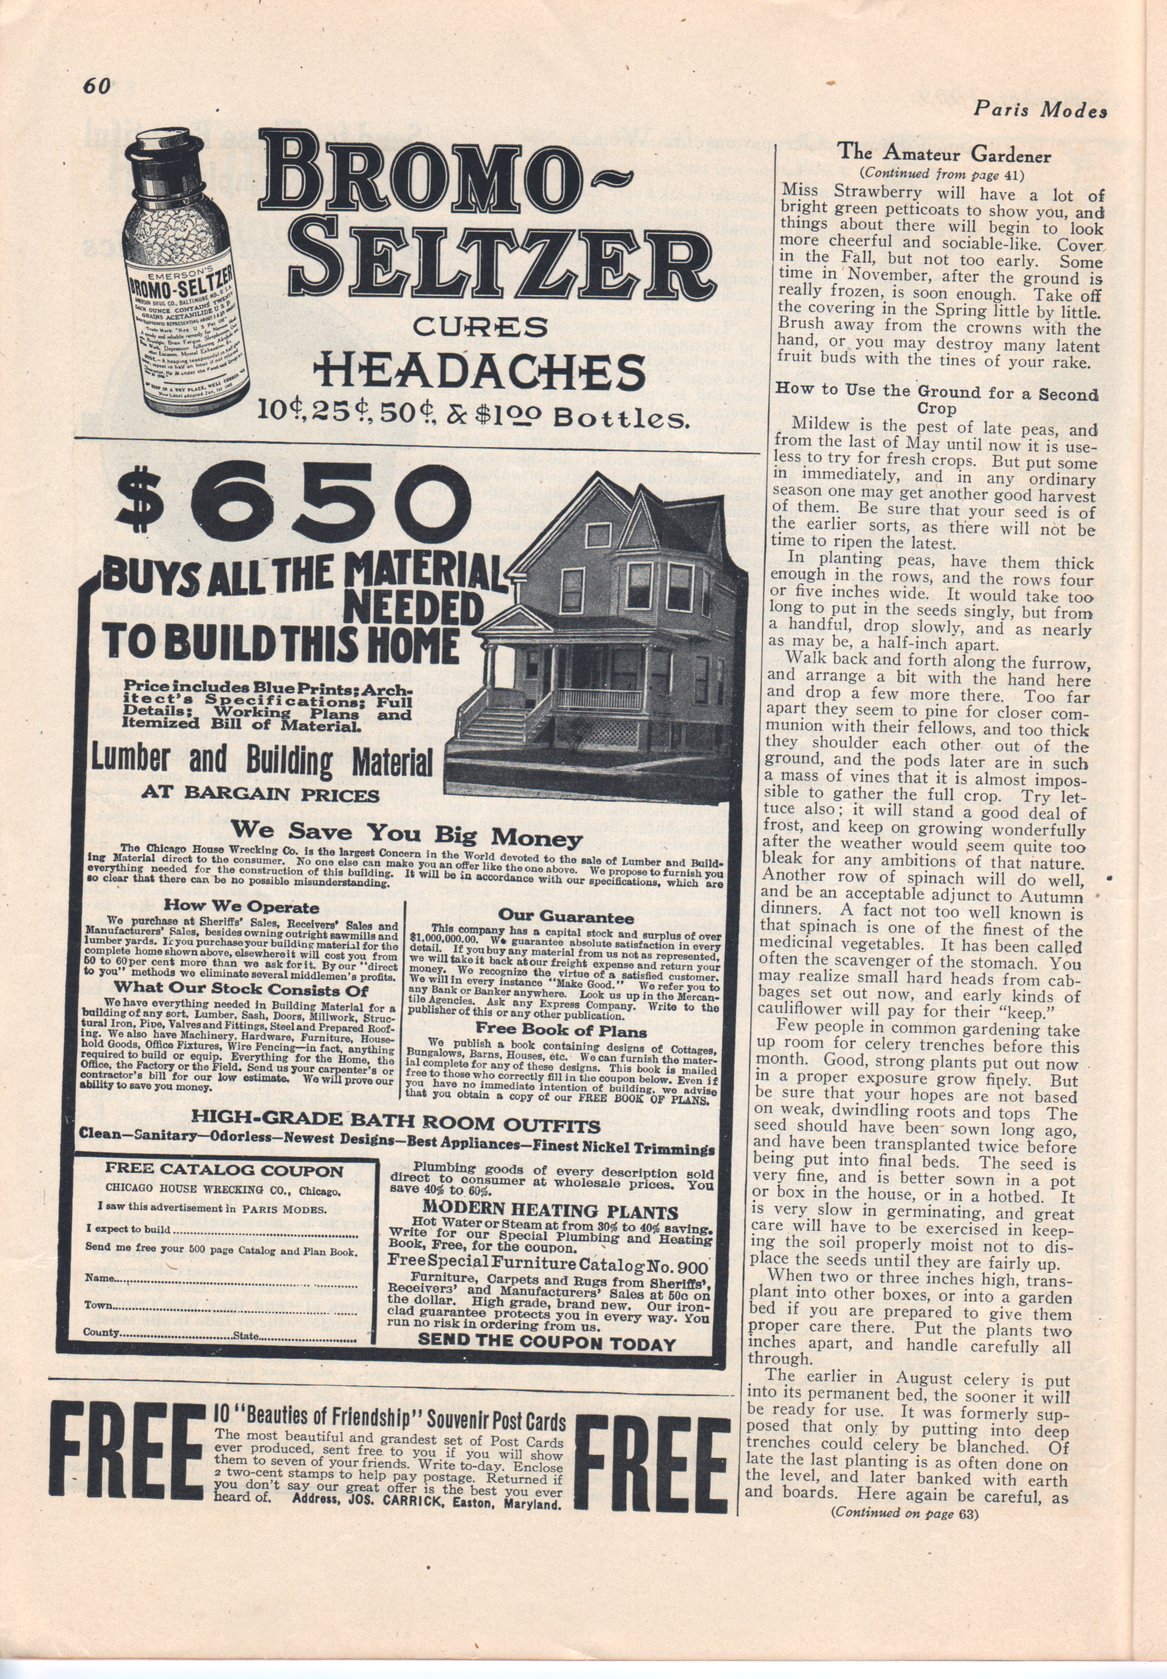 60
Paris Modes
EMERSON'S
BROMO-SELTZER
BROMO~
SELTZER
CURES
HEADACHES
10¢, 25¢, 50¢, & $1.00 Bottles.
$650
BUYS ALL THE MATERIAL
NEEDED
TO BUILD THIS HOME
Price includes Blue Prints; Arch-
itect's Specifications; Full
Details; Working Plans and
Itemized Bill of Material.
Lumber and Building Material
AT BARGAIN PRICES
We Save You Big Money
The Chicago House Wrecking Co. is the largest Concern in the World devoted to the sale of Lumber and Build-
ing Material direct to the consumer. No one else can make you an offer like the one above. We propose to furnish you
everything needed for the construction of this building. It will be in accordance with our specifications, which are
so clear that there can be no possible misunderstanding.
How We Operate
We purchase at Sheriffs' Sales, Receivers' Sales and
Manufacturers' Sales, besides owning outright sawmills and
lumber yards. If you purchase your building material for the
complete home shown above, elsewhere it will cost you from
50 to 60 per cent more than we ask for it. By our "direct
to you" methods we eliminate several middlemen's profits.
What Our Stock Consists Of
We have everything needed in Building Material for a
building of any sort. Lumber, Sash, Doors, Millwork, Struc-
tural Iron, Pipe, Valves and Fittings, Steel and Prepared Roof-
ing. We also have Machinery, Hardware, Furniture, House-
hold Goods, Office Fixtures, Wire Fencing—in fact, anything
required to build or equip. Everything for the Home, the
Office, the Factory or the Field. Send us your carpenter's or
contractor's bill for our low estimate. We will prove our
ability to save you money.
Our Guarantee
This company has a capital stock and surplus of over
$1,000,000.00. We guarantee absolute satisfaction in every
detail. If you buy any material from us not as represented,
we will take it back at our freight expense and return your
money. We recognize the virtue of a satisfied customer.
We will in every instance "Make Good." We refer you to
any Bank or Banker anywhere. Look us up in the Mercan-
tile Agencies. Ask any Express Company. Write to the
publisher of this or any other publication.
Free Book of Plans
We publish a book containing designs of Cottages,
Bungalows, Barns, Houses, etc. We can furnish the mater-
ial complete for any of these designs. This book is mailed
free to those who correctly fill in the coupon below. Even if
you have no immediate intention of building, we advise
that you obtain a copy of our FREE BOOK OF PLANS.
HIGH-GRADE BATH ROOM OUTFITS
Clean—Sanitary—Odorless—Newest Designs—Best Appliances—Finest Nickel Trimmings
FREE CATALOG COUPON
CHICAGO HOUSE WRECKING CO., Chicago.
I saw this advertisement in PARIS MODES.
I expect to build
Send me free your 500 page Catalog and Plan Book.
Name
Town
County State
Plumbing goods of every description sold
direct to consumer at wholesale prices. You
save 40% to 60%.
MODERN HEATING PLANTS
Hot Water or Steam at from 30% to 40% saving.
Write for our Special Plumbing and Heating
Book, Free, for the coupon.
Free Special Furniture Catalog No. 900
Furniture, Carpets and Rugs from Sheriffs',
Receivers' and Manufacturers' Sales at 50c on
the dollar. High grade, brand new. Our iron-
clad guarantee protects you in every way. You
run no risk in ordering from us.
SEND THE COUPON TODAY
FREE
10 "Beauties of Friendship" Souvenir Post Cards
The most beautiful and grandest set of Post Cards
ever produced, sent free to you if you will show
them to seven of your friends. Write to-day. Enclose
2 two-cent stamps to help pay postage. Returned if
you don't say our great offer is the best you ever
heard of. Address, JOS. CARRICK, Easton, Maryland.
FREE
The Amateur Gardener
(Continued from page 41)
Miss Strawberry will have a lot of
bright green petticoats to show you, and
things about there will begin to look
more cheerful and sociable-like. Cover
in the Fall, but not too early. Some
time in November, after the ground is
really frozen, is soon enough. Take off
the covering in the Spring little by little.
Brush away from the crowns with the
hand, or you may destroy many latent
fruit buds with the tines of your rake.
How to Use the Ground for a Second
Crop
Mildew is the pest of late peas, and
from the last of May until now it is use-
less to try for fresh crops. But put some
in immediately, and in any ordinary
season one may get another good harvest
of them. Be sure that your seed is of
the earlier sorts, as there will not be
time to ripen the latest.
In planting peas, have them thick
enough in the rows, and the rows four
or five inches wide. It would take too
long to put in the seeds singly, but from
a handful, drop slowly, and as nearly
as may be, a half-inch apart.
Walk back and forth along the furrow,
and arrange a bit with the hand here
and drop a few more there. Too far
apart they seem to pine for closer com-
munion with their fellows, and too thick
they shoulder each other out of the
ground, and the pods later are in such
a mass of vines that it is almost impos-
sible to gather the full crop. Try let-
tuce also; it will stand a good deal of
frost, and keep on growing wonderfully
after the weather would seem quite too
bleak for any ambitions of that nature.
Another row of spinach will do well,
and be an acceptable adjunct to Autumn
dinners. A fact not too well known is
that spinach is one of the finest of the
medicinal vegetables. It has been called
often the scavenger of the stomach. You
may realize small hard heads from cab-
bages set out now, and early kinds of
cauliflower will pay for their "keep."
Few people in common gardening take
up room for celery trenches before this
month. Good, strong plants put out now
in a proper exposure grow finely. But
be sure that your hopes are not based
on weak, dwindling roots and tops The
seed should have been sown long ago,
and have been transplanted twice before
being put into final beds. The seed is
very fine, and is better sown in a pot
or box in the house, or in a hotbed. It
is very slow in germinating, and great
care will have to be exercised in keep-
ing the soil properly moist not to dis-
place the seeds until they are fairly up.
When two or three inches high, trans-
plant into other boxes, or into a garden
bed if you are prepared to give them
proper care there. Put the plants two
inches apart, and handle carefully all
through.
The earlier in August celery is put
into its permanent bed, the sooner it will
be ready for use. It was formerly sup-
posed that only by putting into deep
trenches could celery be blanched. Of
late the last planting is as often done on
the level, and later banked with earth
and boards. Here again be careful, as
(Continued on page 63)